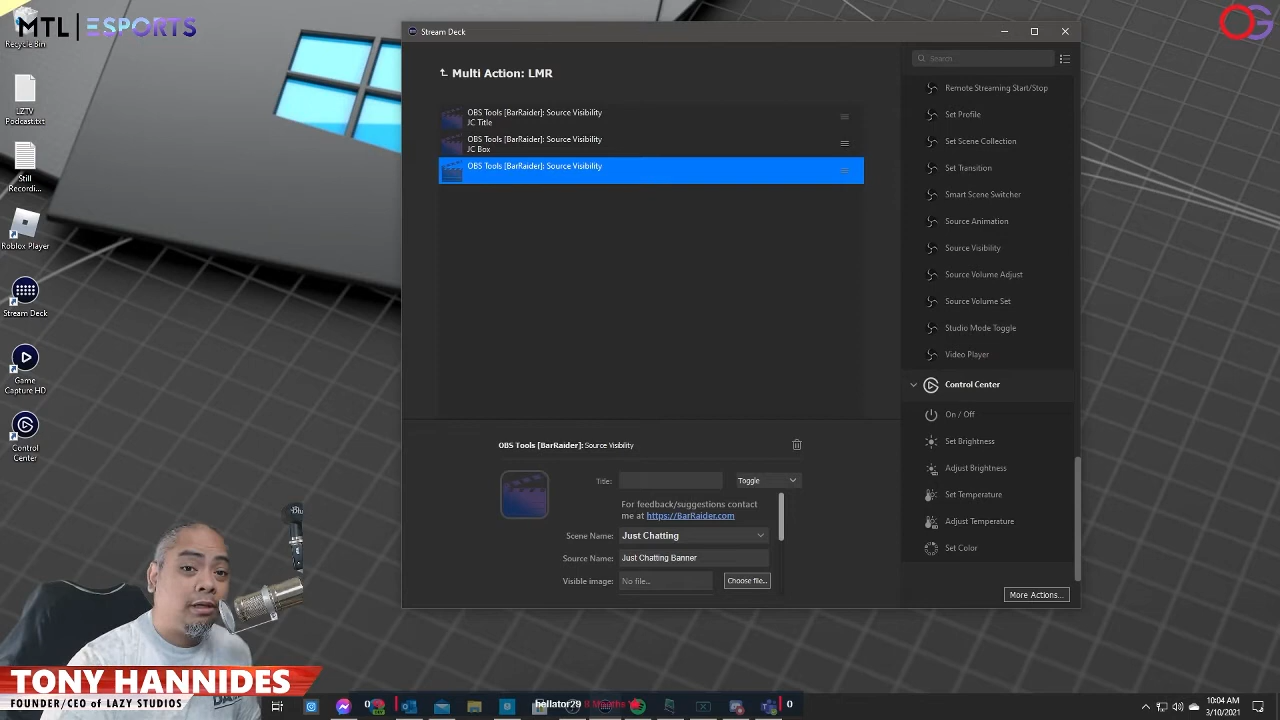 MTL | ESPORTS
Recycle Bin
LZTV
Podcast.txt
Still
Recordi...
Roblox Player
Stream Deck
Game
Capture HD
Control
Center
Stream Deck
Multi Action: LMR
OBS Tools [BarRaider]: Source Visibility
JC Title
OBS Tools [BarRaider]: Source Visibility
JC Box
OBS Tools [BarRaider]: Source Visibility
OBS Tools [BarRaider]: Source Visibility
Title:
Toggle
For feedback/suggestions contact
me at https://BarRaider.com
Scene Name: Just Chatting
Source Name: Just Chatting Banner
Visible image: No file... Choose file...
OG
Search
Remote Streaming Start/Stop
Set Profile
Set Scene Collection
Set Transition
Smart Scene Switcher
Source Animation
Source Visibility
Source Volume Adjust
Source Volume Set
Studio Mode Toggle
Video Player
Control Center
On / Off
Set Brightness
Adjust Brightness
Set Temperature
Adjust Temperature
Set Color
More Actions...
TONY HANNIDES
FOUNDER/CEO of LAZY STUDIOS
0
hellator29 8 Months
0
10:04 AM
3/10/2021